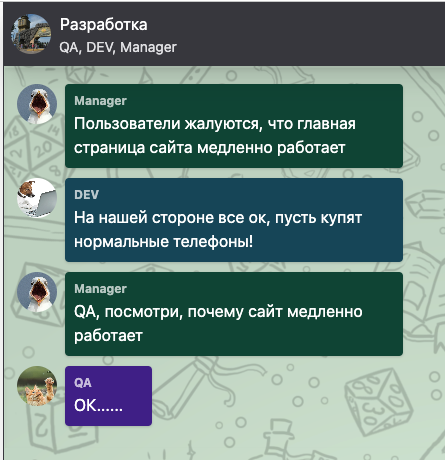 Разработка
QA, DEV, Manager
Manager
Пользователи жалуются, что главная
страница сайта медленно работает
DEV
На нашей стороне все ок, пусть купят
нормальные телефоны!
Manager
QA, посмотри, почему сайт медленно
работает
QA
ОК......